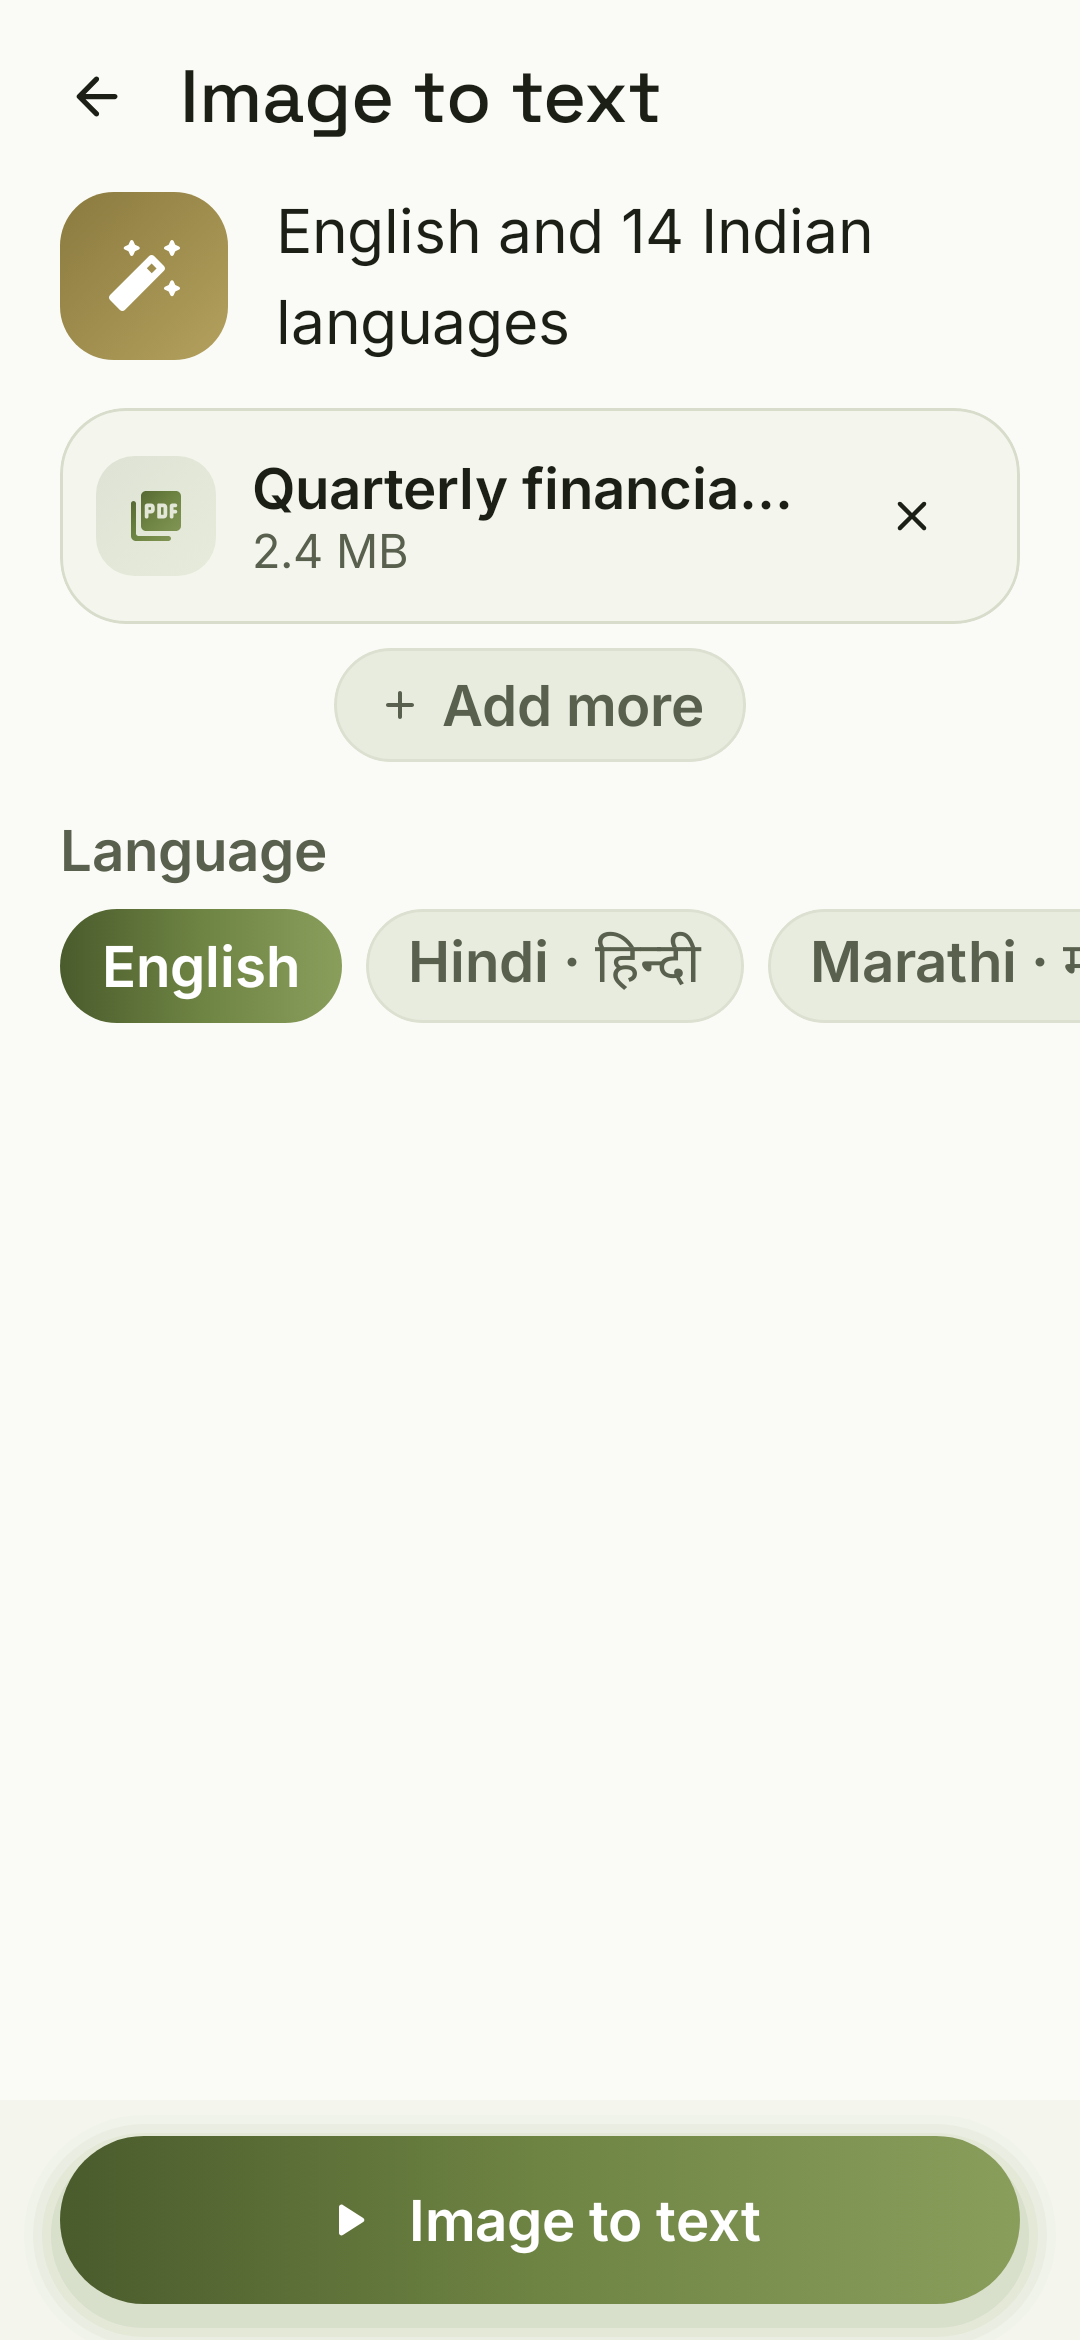 Image to text
English and 14 Indian
languages
PDF
Quarterly financia...
2.4 MB
+ Add more
Language
English
Hindi · हिन्दी
Marathi ·
Image to text